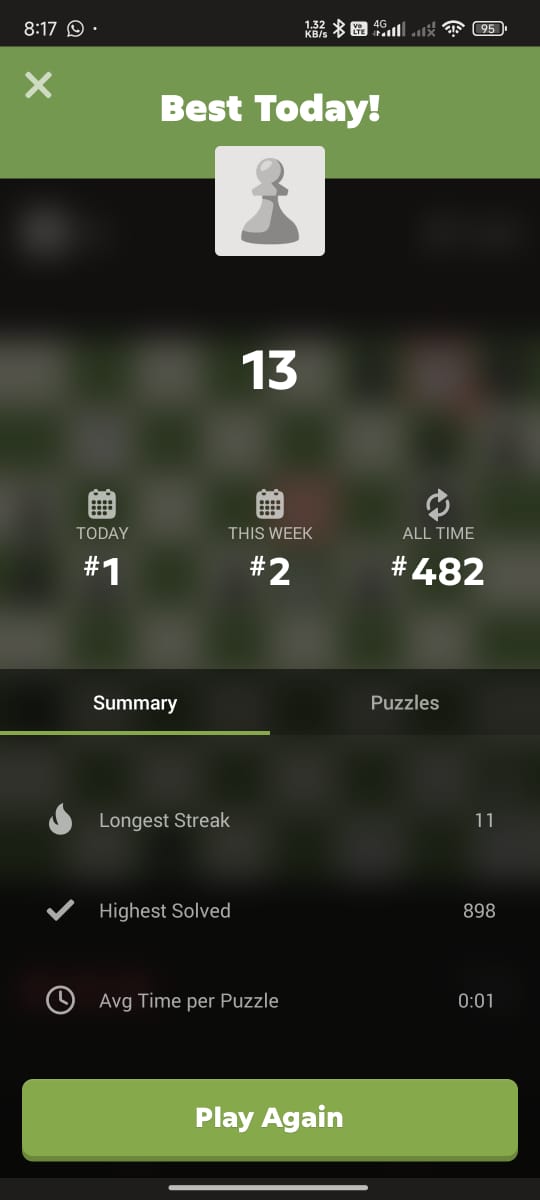 8:17
1.32
KB/s
Vo
LTE
4G
95
Best Today!
13
TODAY
THIS WEEK
ALL TIME
#1
#2
#482
Summary
Puzzles
Longest Streak
11
Highest Solved
898
Avg Time per Puzzle
0:01
Play Again